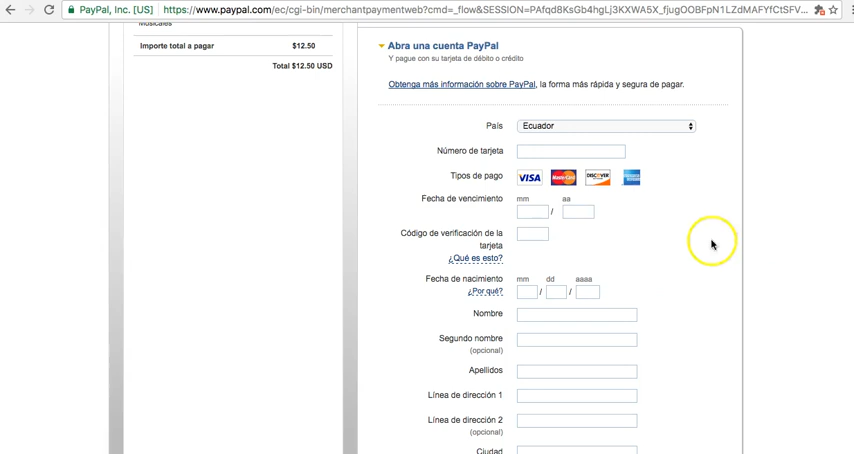 PayPal, Inc. [US]
https://www.paypal.com/ec/cgi-bin/merchantpaymentweb?cmd=_flow&SESSION=PAfqd8KsGb4hgLj3KXWA5X_fjugOOBFpN1LZdMAFYfCtSFV...
Musicales
Importe total a pagar $12.50
Total $12.50 USD
Abra una cuenta PayPal
Y pague con su tarjeta de débito o crédito
Obtenga más información sobre PayPal, la forma más rápida y segura de pagar.
País Ecuador
Número de tarjeta
Tipos de pago VISA MasterCard DISCOVER AMERICAN EXPRESS
Fecha de vencimiento mm aa
/
Código de verificación de la
tarjeta
¿Qué es esto?
Fecha de nacimiento mm dd aaaa
¿Por qué? / /
Nombre
Segundo nombre
(opcional)
Apellidos
Línea de dirección 1
Línea de dirección 2
(opcional)
Ciudad